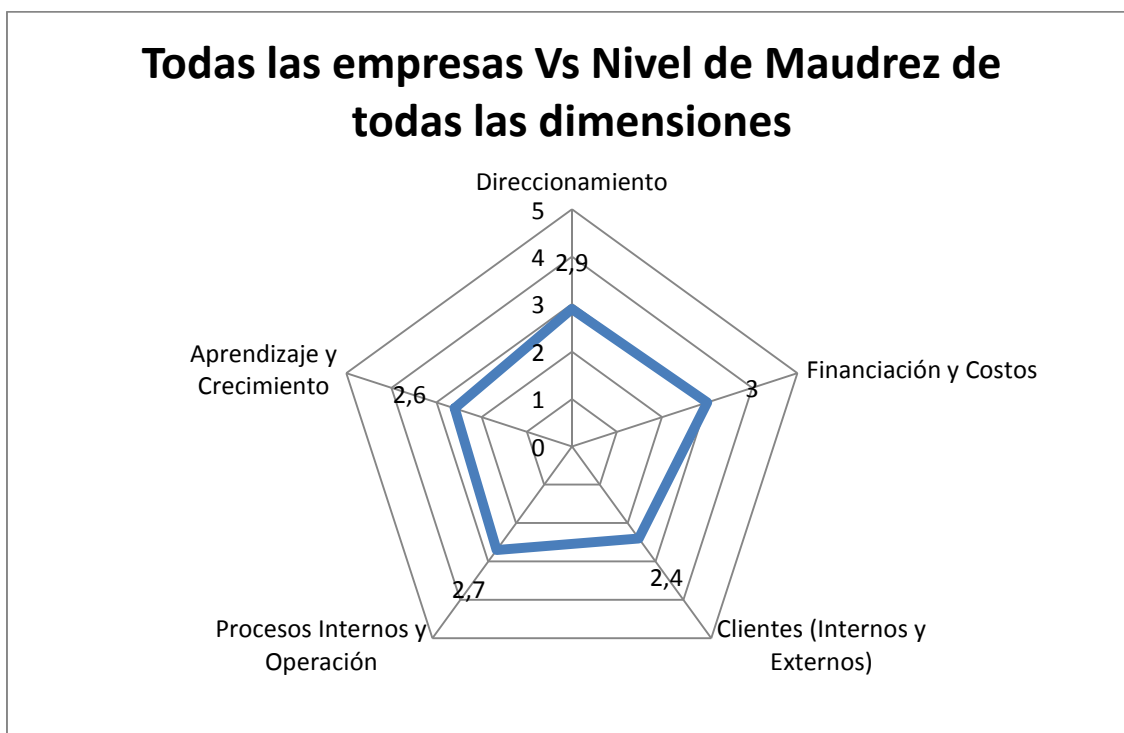 Todas las empresas Vs Nivel de Maudrez de
todas las dimensiones
Direccionamiento
5
4
2,9
3
2
1
0
Financiación y Costos
3
Aprendizaje y
Crecimiento
2,6
2,4
2,7
Clientes (Internos y
Externos)
Procesos Internos y
Operación